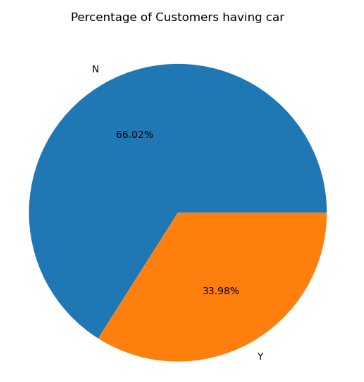 Percentage of Customers having car
N
66.02%
33.98%
Y